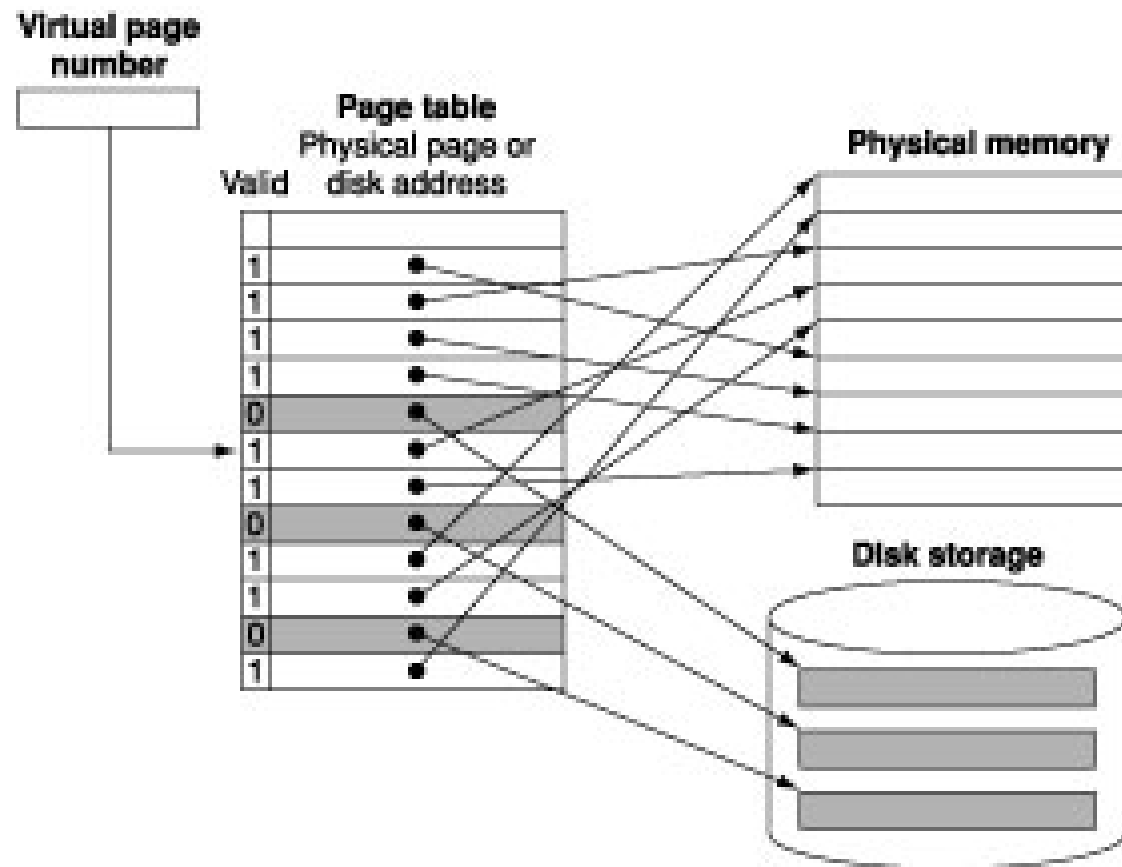 Virtual page
number
Page table
Physical page or
Valid disk address
Physical memory
1
1
1
1
0
1
1
0
1
1
0
1
Disk storage